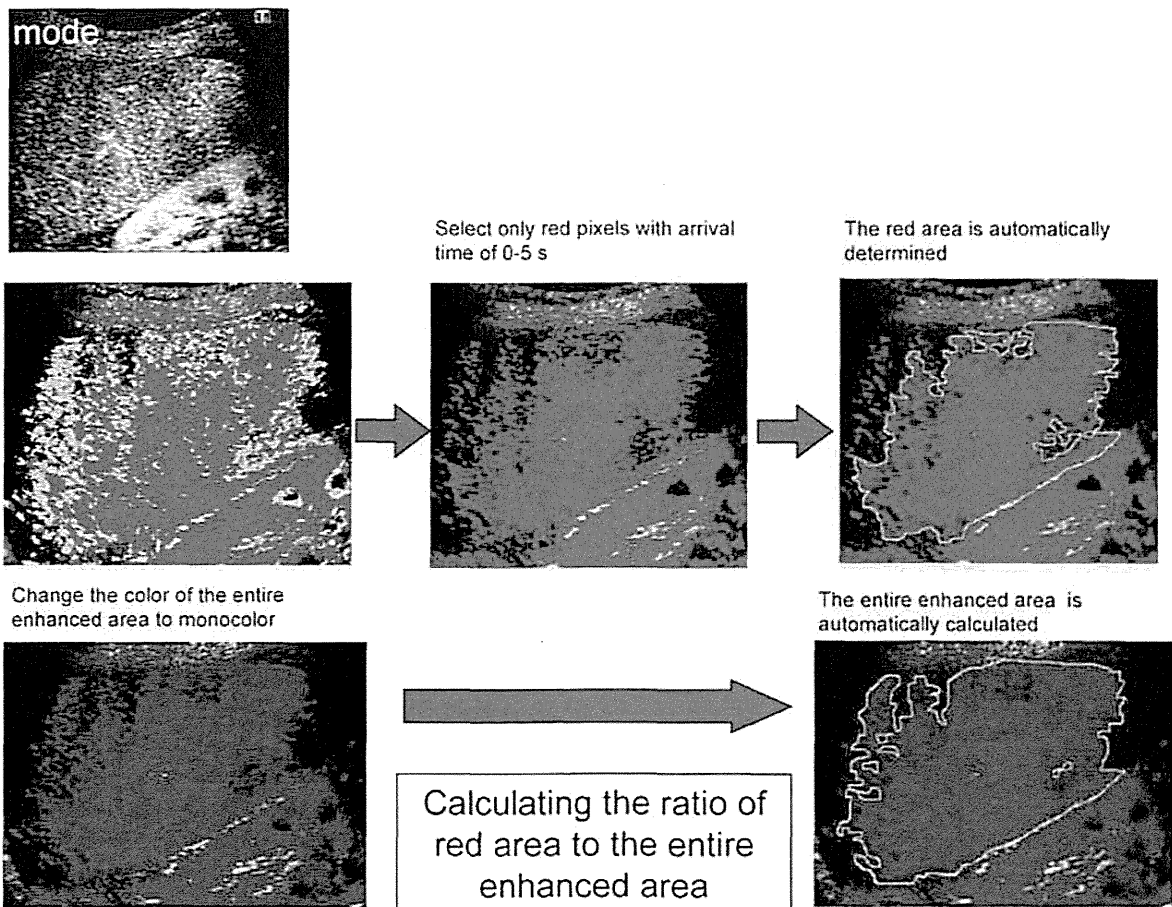 mode
Select only red pixels with arrival
time of 0-5 s
The red area is automatically
determined
Change the color of the entire
enhanced area to monocolor
The entire enhanced area is
automatically calculated
Calculating the ratio of
red area to the entire
enhanced area